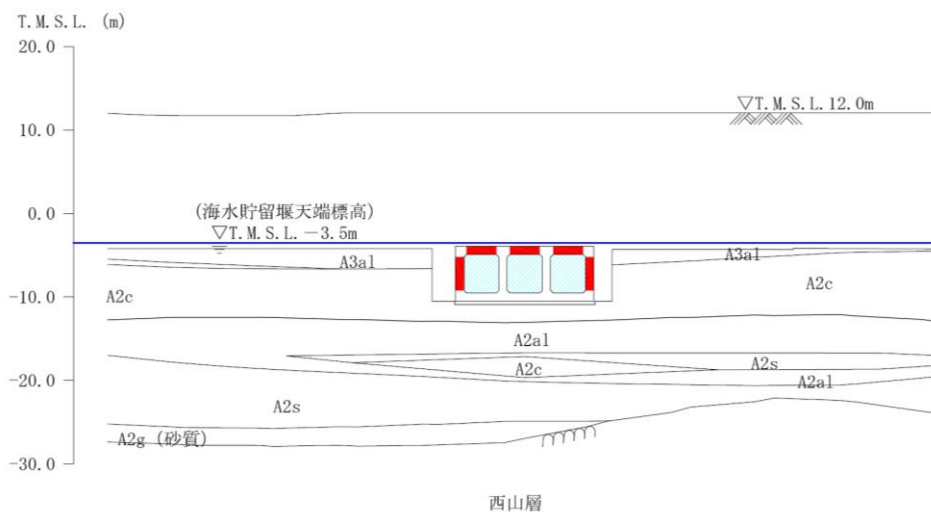 T.M.S.L. (m)
20.0
▽T.M.S.L.12.0m
10.0
0.0
(海水貯留堰天端標高)
▽T.M.S.L.－3.5m
A3al
A3al
A2c
A2c
-10.0
A2al
A2c
A2s
-20.0
A2al
A2s
A2g(砂質)
-30.0
西山層